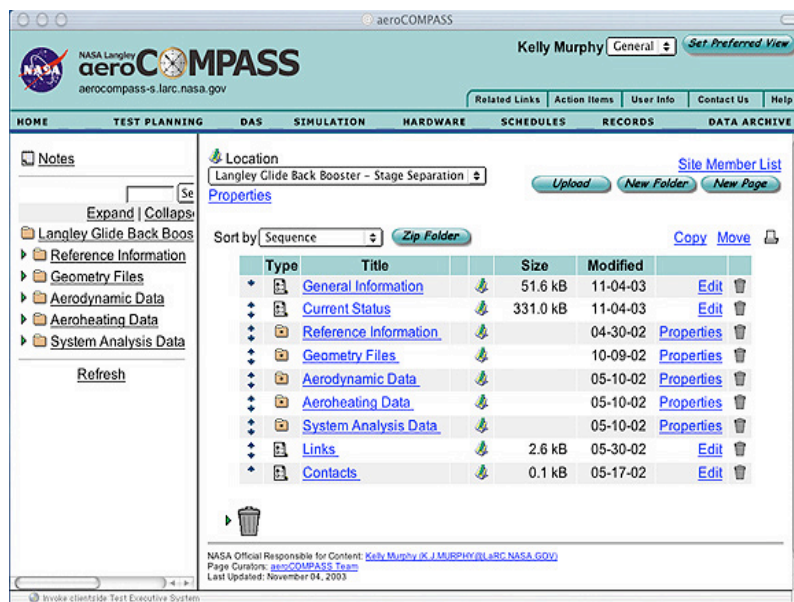 aeroCOMPASS
NASA Langley
aeroCOMPASS
aerocompass-s.larc.nasa.gov
Kelly Murphy General Set Preferred View
Related Links Action Items User Info Contact Us Help
HOME TEST PLANNING DAS SIMULATION HARDWARE SCHEDULES RECORDS DATA ARCHIVE
Notes
Se
Expand | Collaps
Langley Glide Back Boos
Reference Information
Geometry Files
Aerodynamic Data
Aeroheating Data
System Analysis Data
Refresh
Location
Langley Glide Back Booster - Stage Separation
Properties
Site Member List
Upload New Folder New Page
Sort by Sequence Zip Folder Copy Move
Type Title Size Modified
General Information 51.6 kB 11-04-03 Edit
Current Status 331.0 kB 11-04-03 Edit
Reference Information 04-30-02 Properties
Geometry Files 10-09-02 Properties
Aerodynamic Data 05-10-02 Properties
Aeroheating Data 05-10-02 Properties
System Analysis Data 05-10-02 Properties
Links 2.6 kB 05-30-02 Edit
Contacts 0.1 kB 05-17-02 Edit
NASA Official Responsible for Content: Kelly Murphy (K.J.MURPHY@LaRC.NASA.GOV)
Page Curators: aeroCOMPASS Team
Last Updated: November 04, 2003
Invoke clientside Test Executive System